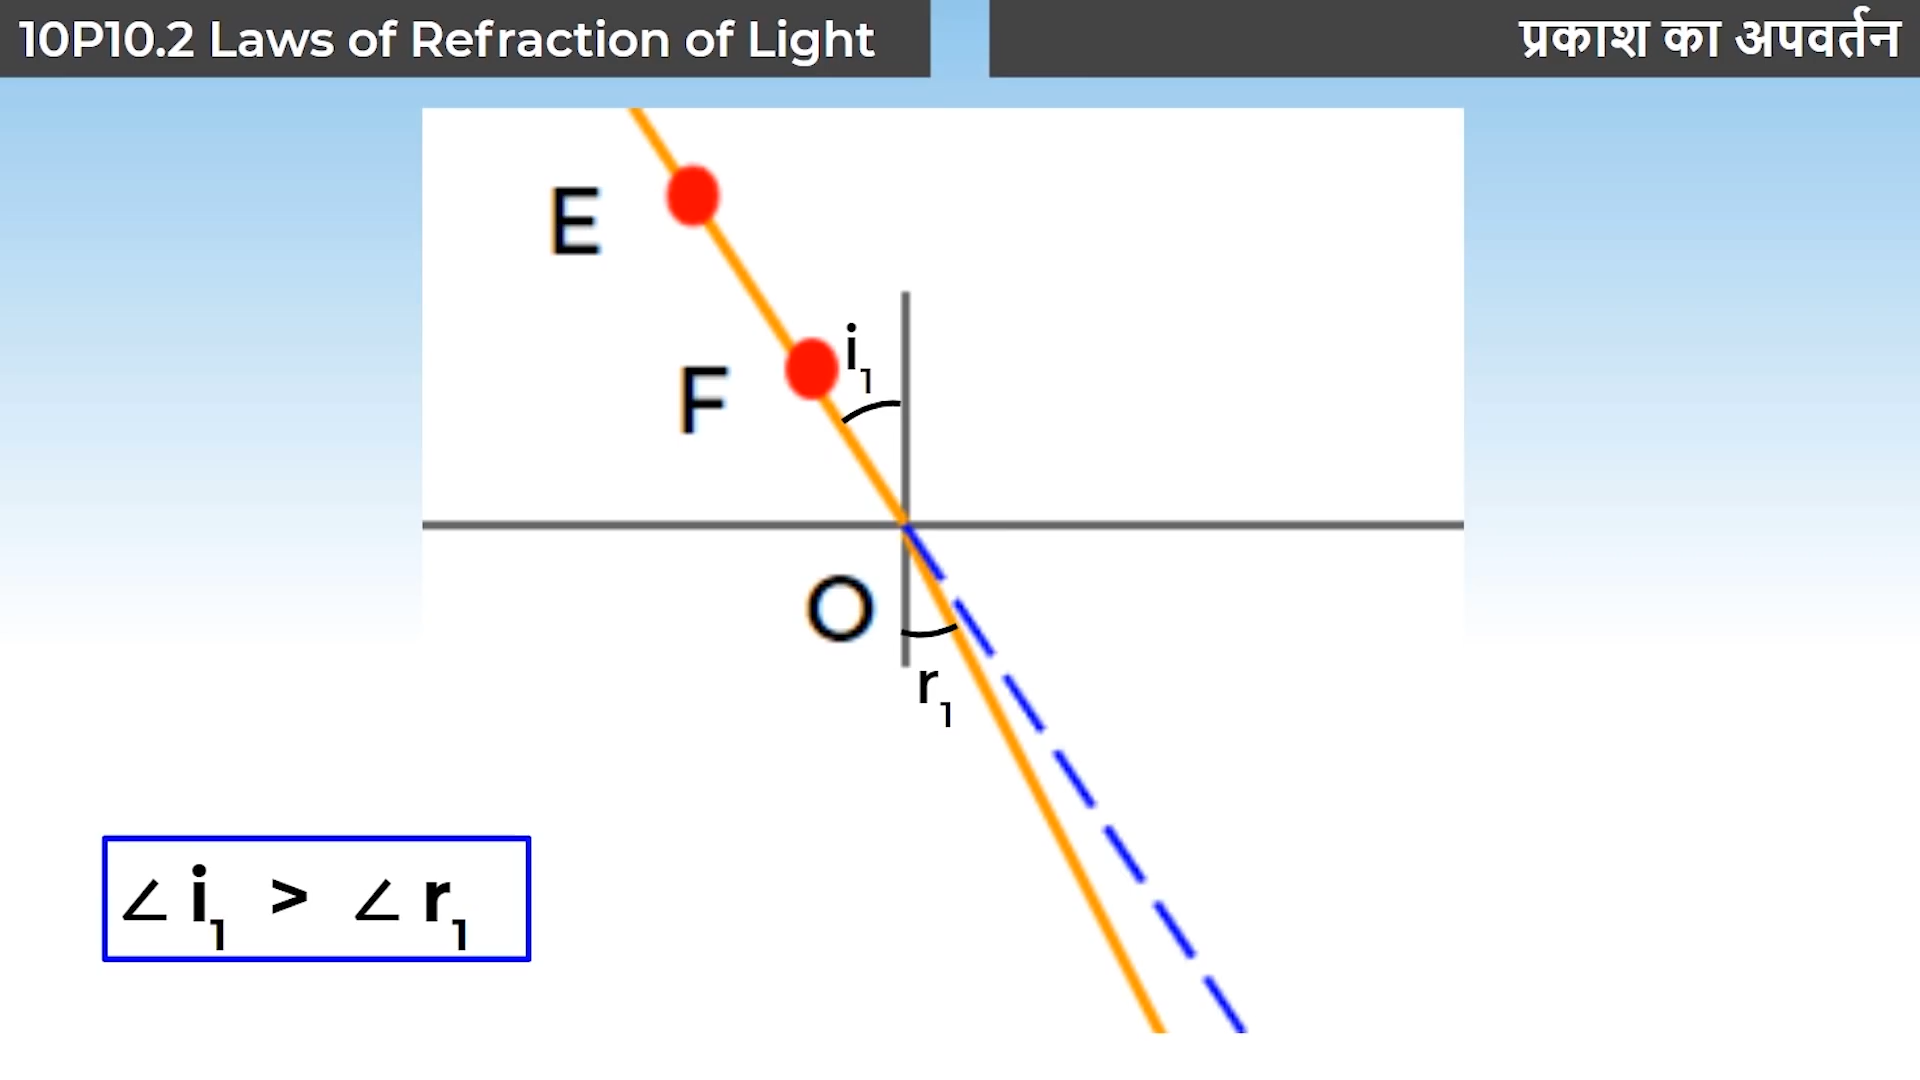 10P10.2 Laws of Refraction of Light
प्रकाश का अपवर्तन
E
i₁
F
O
r₁
∠ i₁ > ∠ r₁